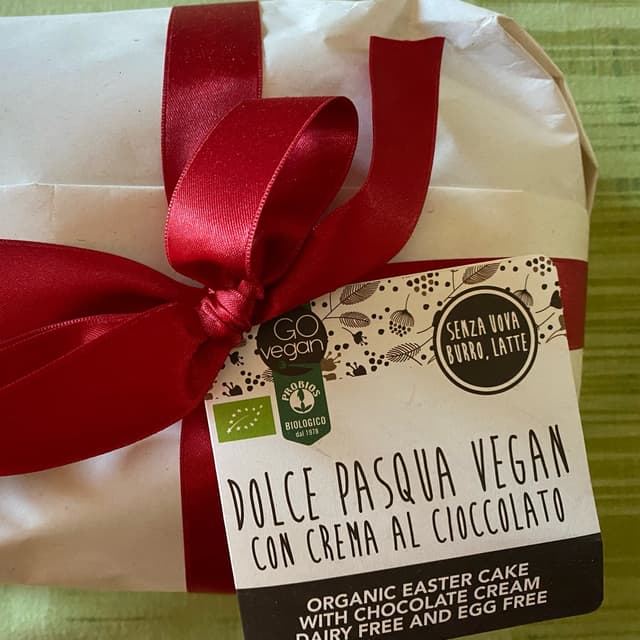 GO
vegan
SENZA UOVA
BURRO, LATTE
PROBIOS
BIOLOGICO
dal 1978
DOLCE PASQUA VEGAN
CON CREMA AL CIOCCOLATO
ORGANIC EASTER CAKE
WITH CHOCOLATE CREAM
DAIRY FREE AND EGG FREE